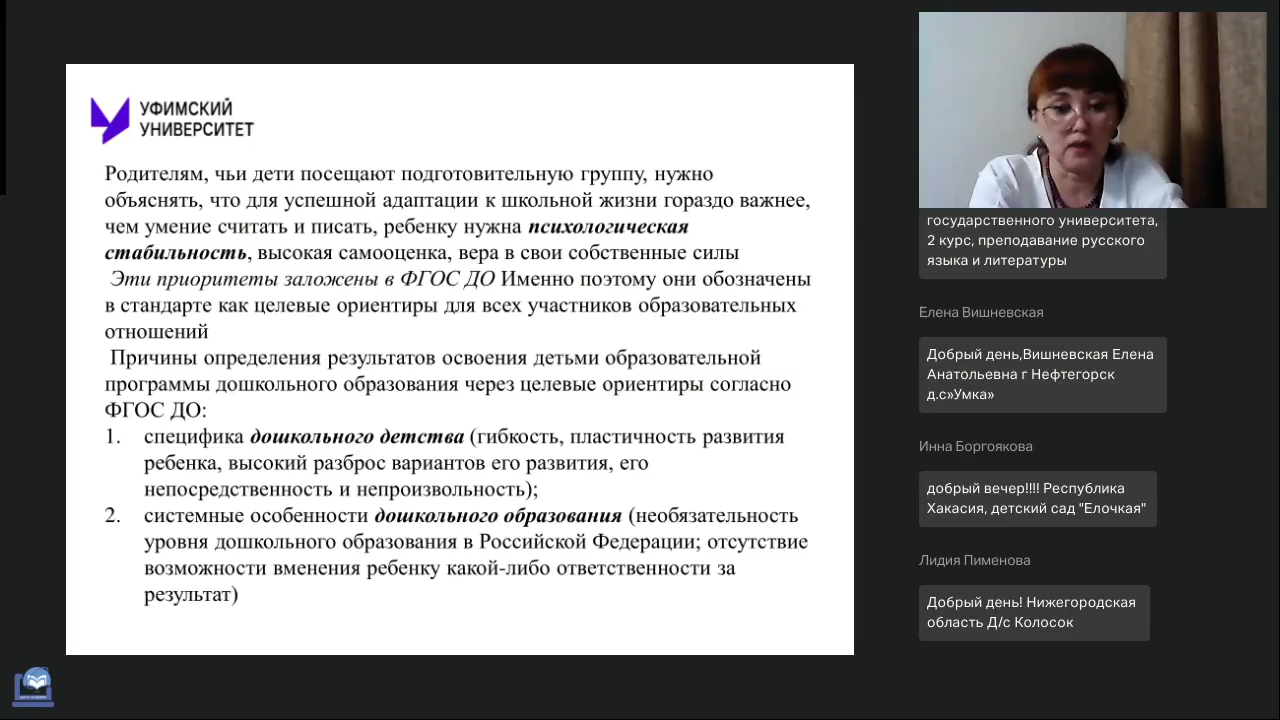 УФИМСКИЙ
УНИВЕРСИТЕТ
Родителям, чьи дети посещают подготовительную группу, нужно
объяснять, что для успешной адаптации к школьной жизни гораздо важнее,
чем умение считать и писать, ребенку нужна психологическая
стабильность, высокая самооценка, вера в свои собственные силы
Эти приоритеты заложены в ФГОС ДО Именно поэтому они обозначены
в стандарте как целевые ориентиры для всех участников образовательных
отношений
Причины определения результатов освоения детьми образовательной
программы дошкольного образования через целевые ориентиры согласно
ФГОС ДО:
1. специфика дошкольного детства (гибкость, пластичность развития
ребенка, высокий разброс вариантов его развития, его
непосредственность и непроизвольность);
2. системные особенности дошкольного образования (необязательность
уровня дошкольного образования в Российской Федерации; отсутствие
возможности вменения ребенку какой-либо ответственности за
результат)
государственного университета,
2 курс, преподавание русского
языка и литературы
Елена Вишневская
Добрый день,Вишневская Елена
Анатольевна г Нефтегорск
д.с»Умка»
Инна Боргоякова
добрый вечер!!!! Республика
Хакасия, детский сад "Елочкая"
Лидия Пименова
Добрый день! Нижегородская
область Д/с Колосок